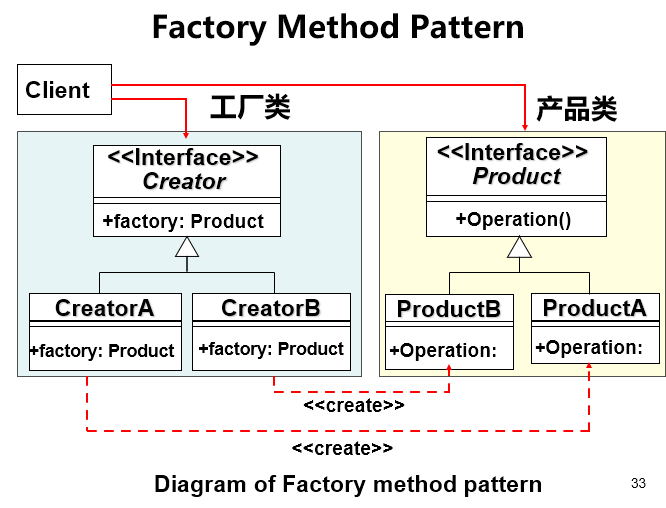 Factory Method Pattern
Client
工厂类
产品类
<<Interface>>
Creator
+factory: Product
<<Interface>>
Product
+Operation()
CreatorA
+factory: Product
CreatorB
+factory: Product
ProductB
+Operation:
ProductA
+Operation:
<<create>>
<<create>>
Diagram of Factory method pattern
33